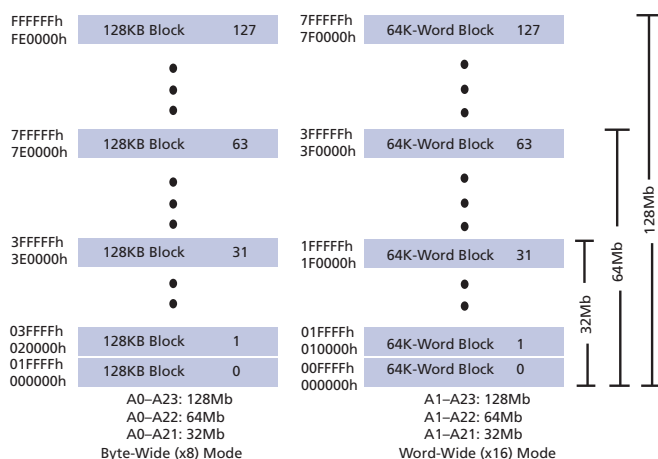 FFFFFFh
FE0000h
128KB Block 127
7FFFFFh
7F0000h
64K-Word Block 127
7FFFFFh
7E0000h
128KB Block 63
3FFFFFh
3F0000h
64K-Word Block 63
3FFFFFh
3E0000h
128KB Block 31
1FFFFFh
1F0000h
64K-Word Block 31
03FFFFh
020000h
128KB Block 1
01FFFFh
010000h
64K-Word Block 1
01FFFFh
000000h
128KB Block 0
00FFFFh
000000h
64K-Word Block 0
32Mb
64Mb
128Mb
A0–A23: 128Mb
A0–A22: 64Mb
A0–A21: 32Mb
Byte-Wide (x8) Mode
A1–A23: 128Mb
A1–A22: 64Mb
A1–A21: 32Mb
Word-Wide (x16) Mode